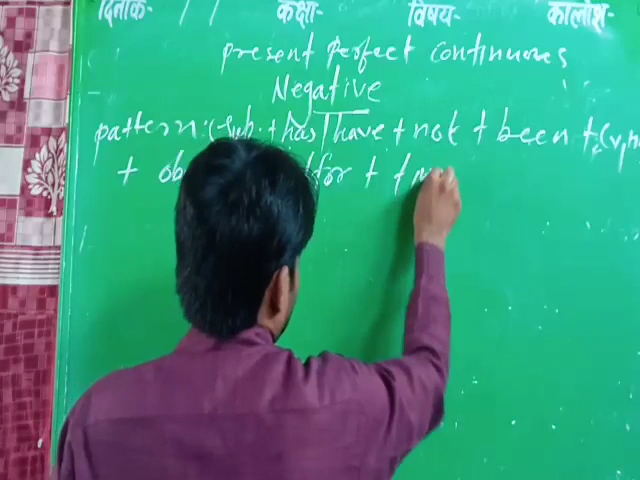 दिनांक- / / कक्षा- विषय- कालांश-
present perfect continuous
Negative
pattern:(sub.+has/have+not+been+(v,
+ ob for +